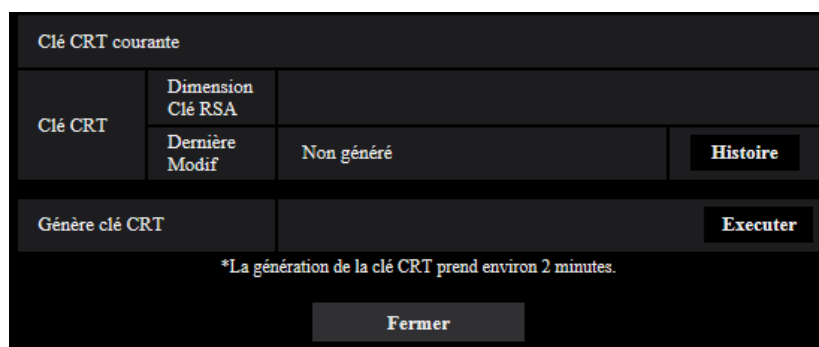 Clé CRT courante
Clé CRT
Dimension
Clé RSA
Dernière
Modif
Non généré
Histoire
Génère clé CRT
Executer
*La génération de la clé CRT prend environ 2 minutes.
Fermer